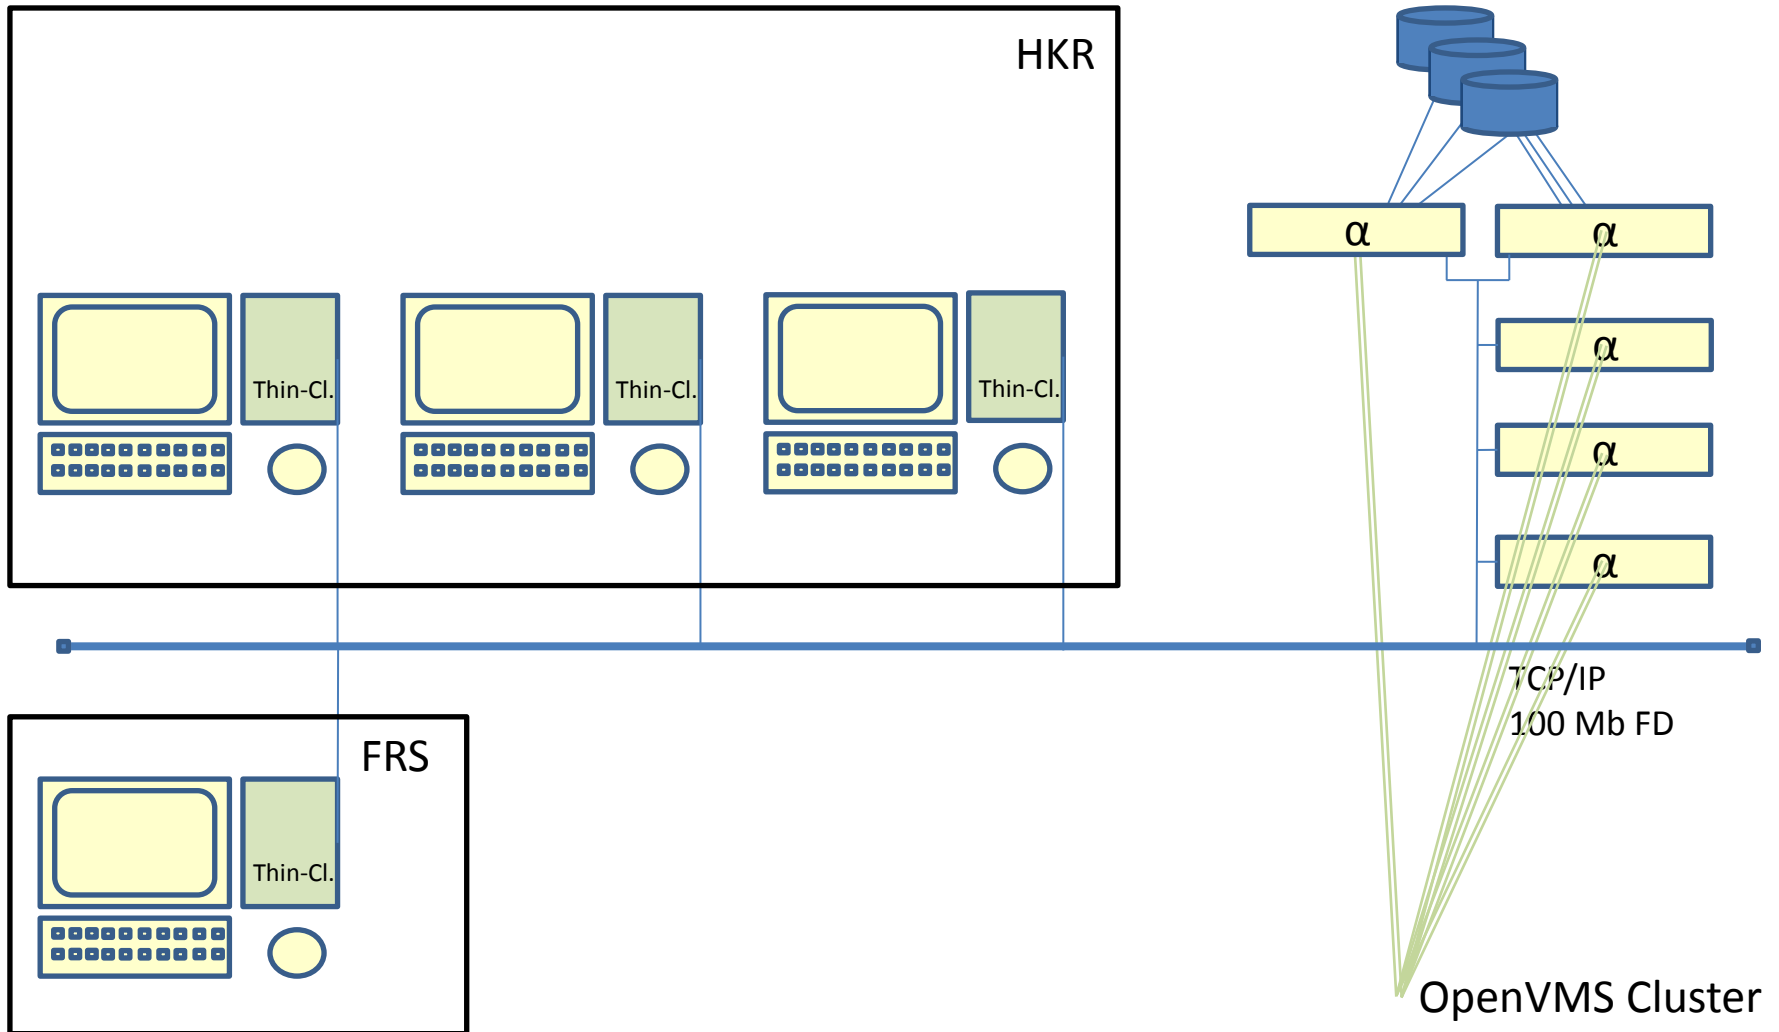 HKR
α
α
Thin-Cl.
Thin-Cl.
Thin-Cl.
α
α
α
TCP/IP
100 Mb FD
FRS
Thin-Cl.
OpenVMS Cluster